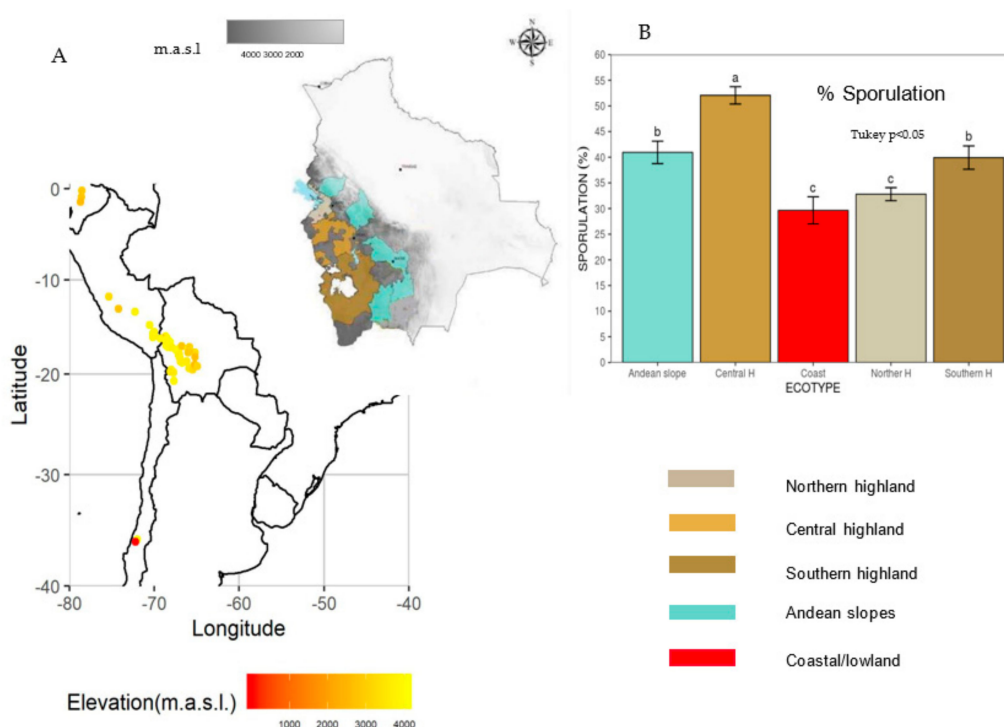 A
m.a.s.l
4000 3000 2000
N
W E
S
0
-10
-20
-30
-40
Latitude
-80 -70 -60 -50 -40
Longitude
Elevation(m.a.s.l.)
1000 2000 3000 4000
B
% Sporulation
Tukey p<0.05
SPORULATION (%)
60
55
50
45
40
35
30
25
20
15
10
5
0
b
a
c
c
b
Andean slope Central H Coast Norther H Southern H
ECOTYPE
Northern highland
Central highland
Southern highland
Andean slopes
Coastal/lowland